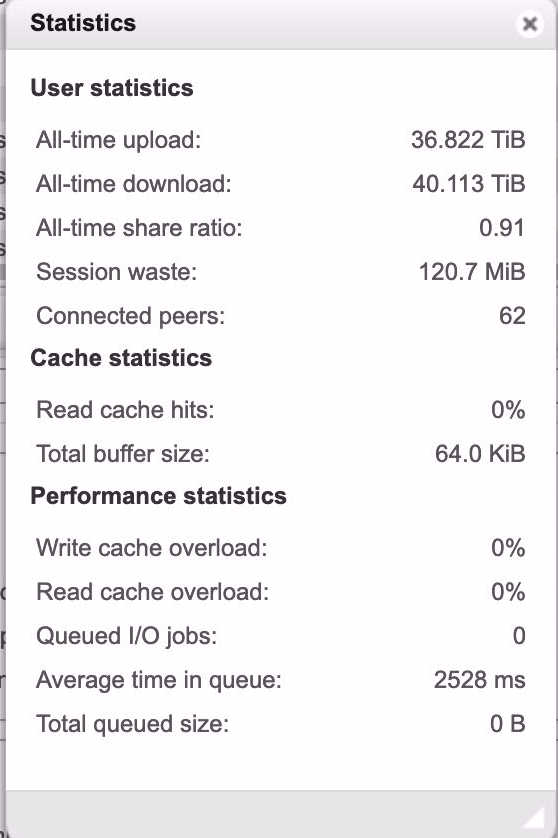 Statistics
User statistics
All-time upload: 36.822 TiB
All-time download: 40.113 TiB
All-time share ratio: 0.91
Session waste: 120.7 MiB
Connected peers: 62
Cache statistics
Read cache hits: 0%
Total buffer size: 64.0 KiB
Performance statistics
Write cache overload: 0%
Read cache overload: 0%
Queued I/O jobs: 0
Average time in queue: 2528 ms
Total queued size: 0 B